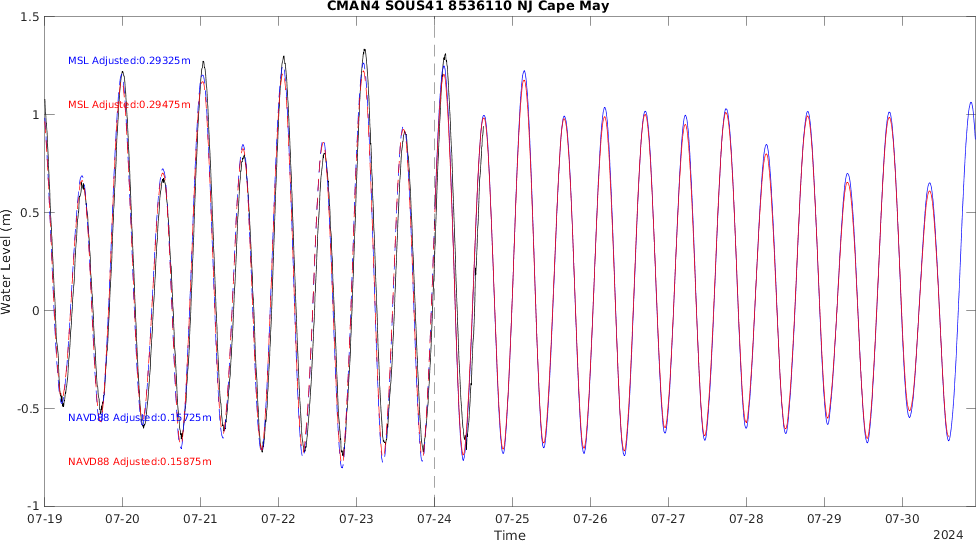 CMAN4 SOUS41 8536110 NJ Cape May
1.5
MSL Adjusted:0.29325m
MSL Adjusted:0.29475m
1
0.5
Water Level (m)
0
-0.5
NAVD88 Adjusted:0.15725m
NAVD88 Adjusted:0.15875m
-1
07-19 07-20 07-21 07-22 07-23 07-24 07-25 07-26 07-27 07-28 07-29 07-30
Time
2024